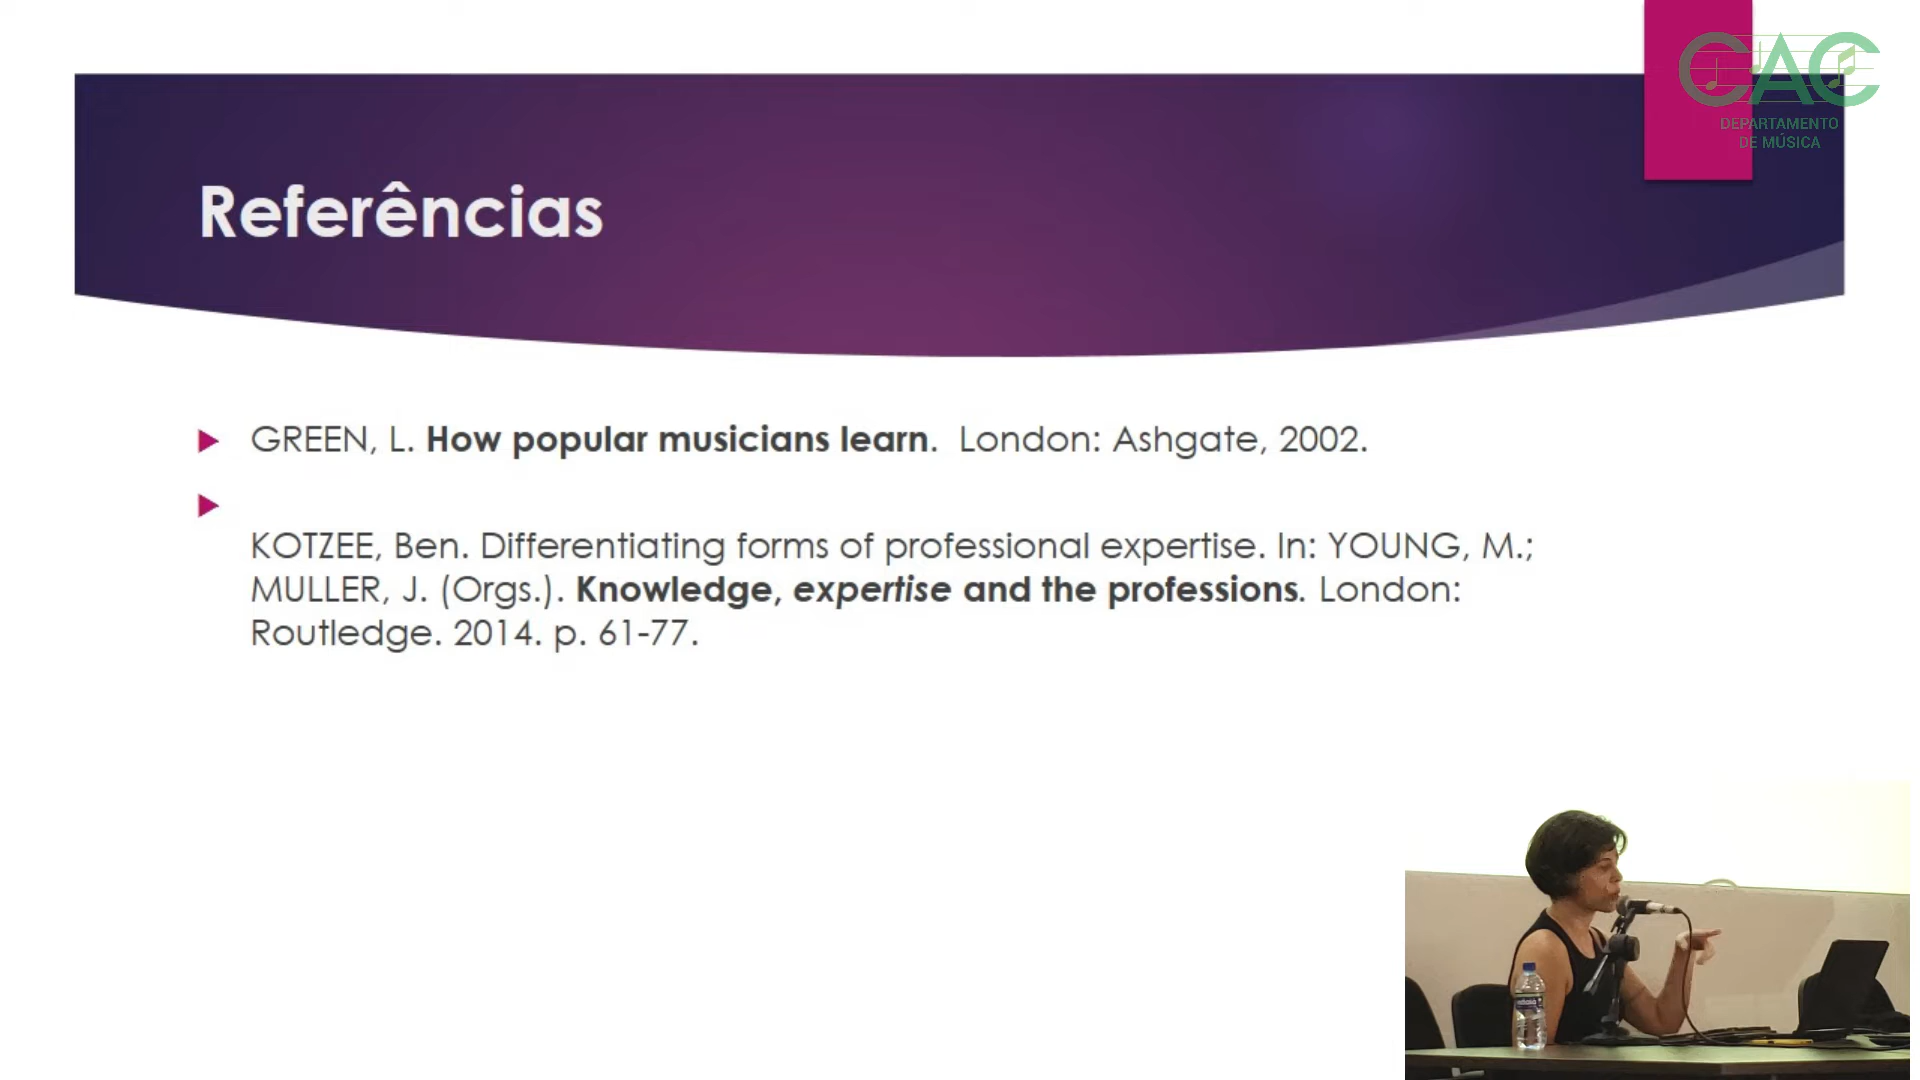 CAC
DEPARTAMENTO
DE MÚSICA
Referências
GREEN, L. How popular musicians learn.  London: Ashgate, 2002.
KOTZEE, Ben. Differentiating forms of professional expertise. In: YOUNG, M.;
MULLER, J. (Orgs.). Knowledge, expertise and the professions. London:
Routledge. 2014. p. 61-77.